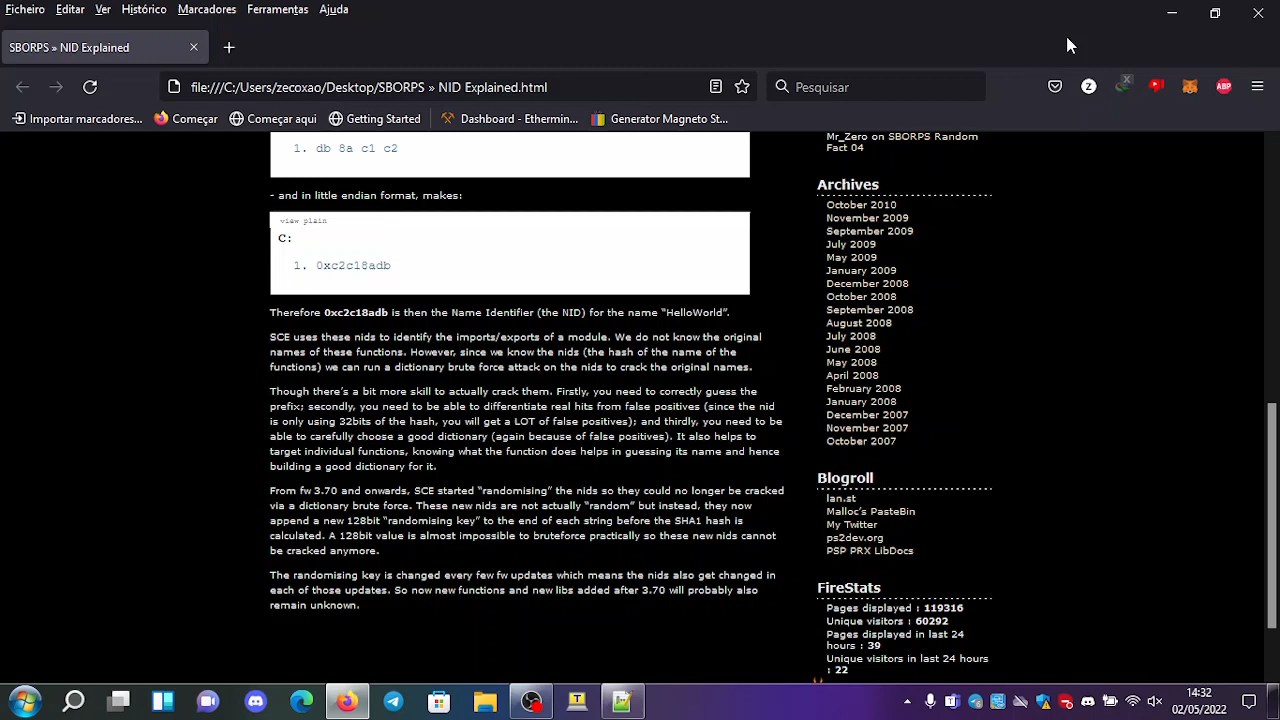 Ficheiro Editar Ver Histórico Marcadores Ferramentas Ajuda
SBORPS » NID Explained
file:///C:/Users/zecoxao/Desktop/SBORPS » NID Explained.html
Pesquisar
Importar marcadores...
Começar
Começar aqui
Getting Started
Dashboard - Ethermin...
Generator Magneto St...
1. db 8a c1 c2
- and in little endian format, makes:
view plain
C:
1. 0xc2c18adb
Therefore 0xc2c18adb is then the Name Identifier (the NID) for the name “HelloWorld”.
SCE uses these nids to identify the imports/exports of a module. We do not know the original
names of these functions. However, since we know the nids (the hash of the name of the
functions) we can run a dictionary brute force attack on the nids to crack the original names.
Though there’s a bit more skill to actually crack them. Firstly, you need to correctly guess the
prefix; secondly, you need to be able to differentiate real hits from false positives (since the nid
is only using 32bits of the hash, you will get a LOT of false positives); and thirdly, you need to be
able to carefully choose a good dictionary (again because of false positives). It also helps to
target individual functions, knowing what the function does helps in guessing its name and hence
building a good dictionary for it.
From fw 3.70 and onwards, SCE started “randomising” the nids so they could no longer be cracked
via a dictionary brute force. These new nids are not actually “random” but instead, they now
append a new 128bit “randomising key” to the end of each string before the SHA1 hash is
calculated. A 128bit value is almost impossible to bruteforce practically so these new nids cannot
be cracked anymore.
The randomising key is changed every few fw updates which means the nids also get changed in
each of those updates. So now new functions and new libs added after 3.70 will probably also
remain unknown.
Mr_Zero on SBORPS Random
Fact 04
Archives
October 2010
November 2009
September 2009
July 2009
May 2009
January 2009
December 2008
October 2008
September 2008
August 2008
July 2008
June 2008
May 2008
April 2008
February 2008
January 2008
December 2007
November 2007
October 2007
Blogroll
lan.st
Malloc’s PasteBin
My Twitter
ps2dev.org
PSP PRX LibDocs
FireStats
Pages displayed : 119316
Unique visitors : 60292
Pages displayed in last 24
hours : 39
Unique visitors in last 24 hours
: 22
14:32
02/05/2022